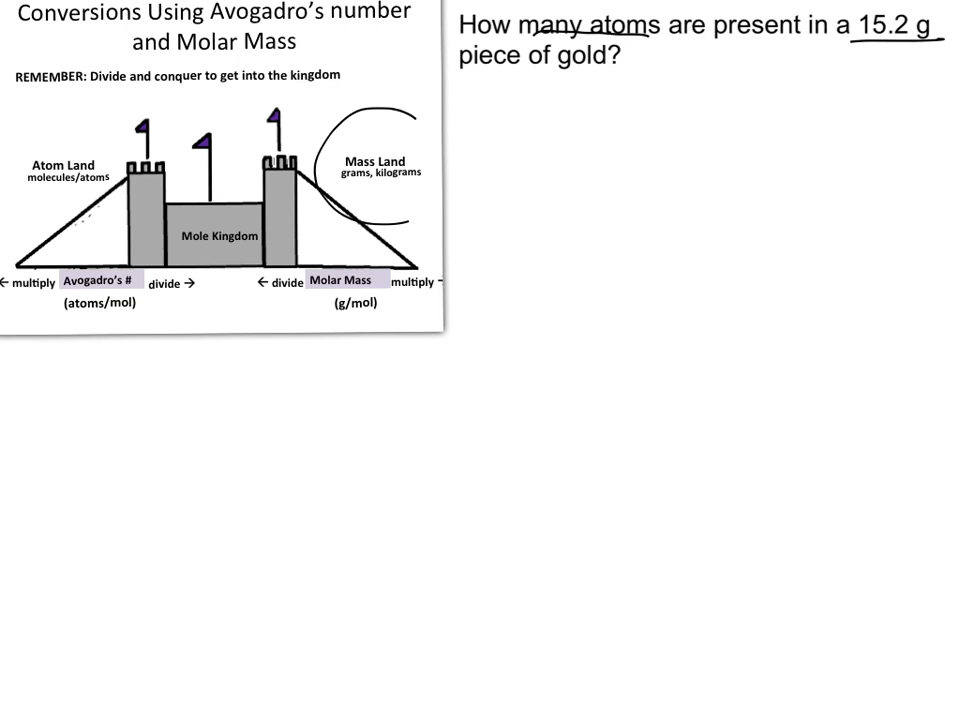 Conversions Using Avogadro's number
and Molar Mass
REMEMBER: Divide and conquer to get into the kingdom
Atom Land
molecules/atoms
Mass Land
grams, kilograms
Mole Kingdom
← multiply Avogadro's # divide → ← divide Molar Mass multiply -
(atoms/mol) (g/mol)
How many atoms are present in a 15.2 g
piece of gold?